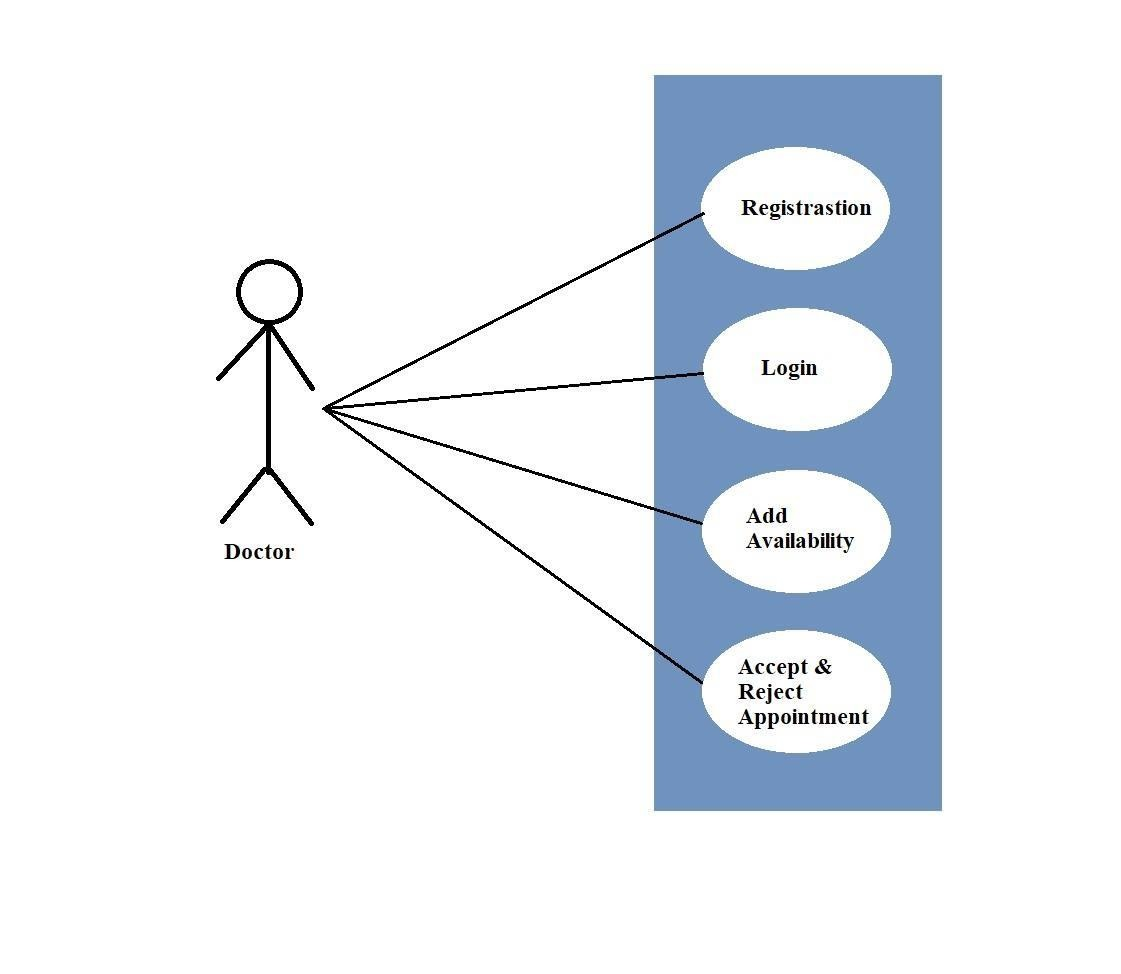 Registrastion
Login
Add
Availability
Doctor
Accept &
Reject
Appointment